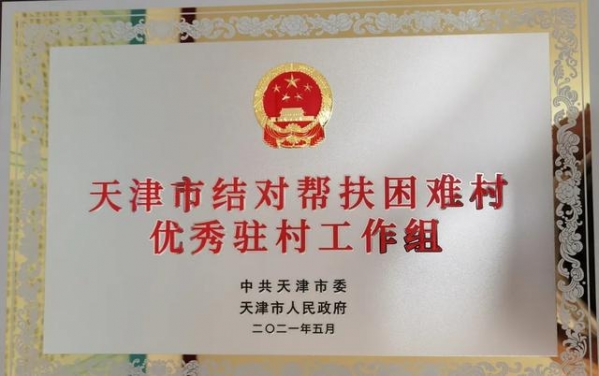 天津市结对帮扶困难村
优秀驻村工作组
中共天津市委
天津市人民政府
二〇二一年五月